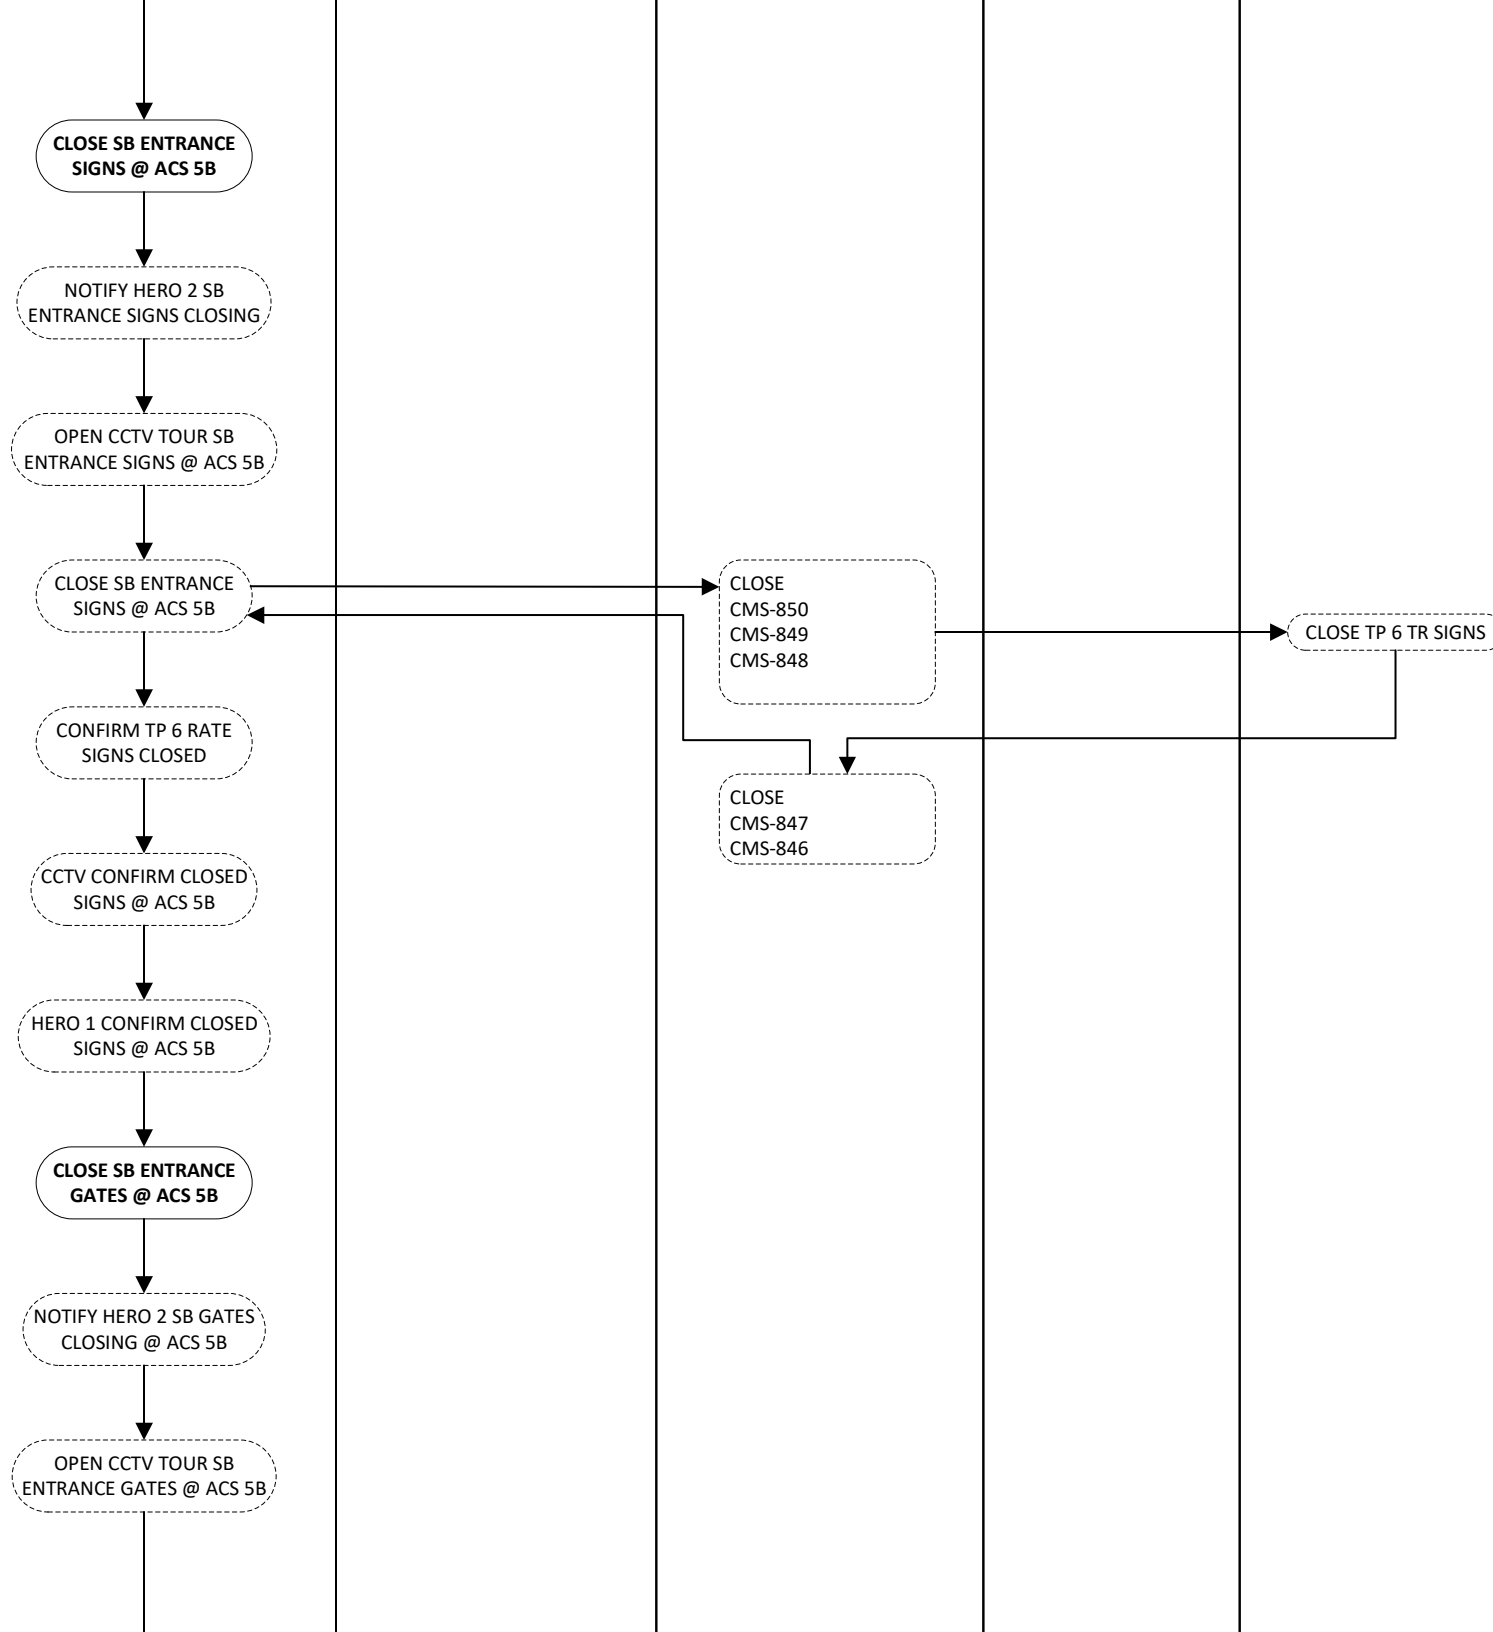 CLOSE SB ENTRANCE
SIGNS @ ACS 5B
NOTIFY HERO 2 SB
ENTRANCE SIGNS CLOSING
OPEN CCTV TOUR SB
ENTRANCE SIGNS @ ACS 5B
CLOSE SB ENTRANCE
SIGNS @ ACS 5B
CLOSE
CMS-850
CMS-849
CMS-848
CLOSE TP 6 TR SIGNS
CONFIRM TP 6 RATE
SIGNS CLOSED
CLOSE
CMS-847
CMS-846
CCTV CONFIRM CLOSED
SIGNS @ ACS 5B
HERO 1 CONFIRM CLOSED
SIGNS @ ACS 5B
CLOSE SB ENTRANCE
GATES @ ACS 5B
NOTIFY HERO 2 SB GATES
CLOSING @ ACS 5B
OPEN CCTV TOUR SB
ENTRANCE GATES @ ACS 5B